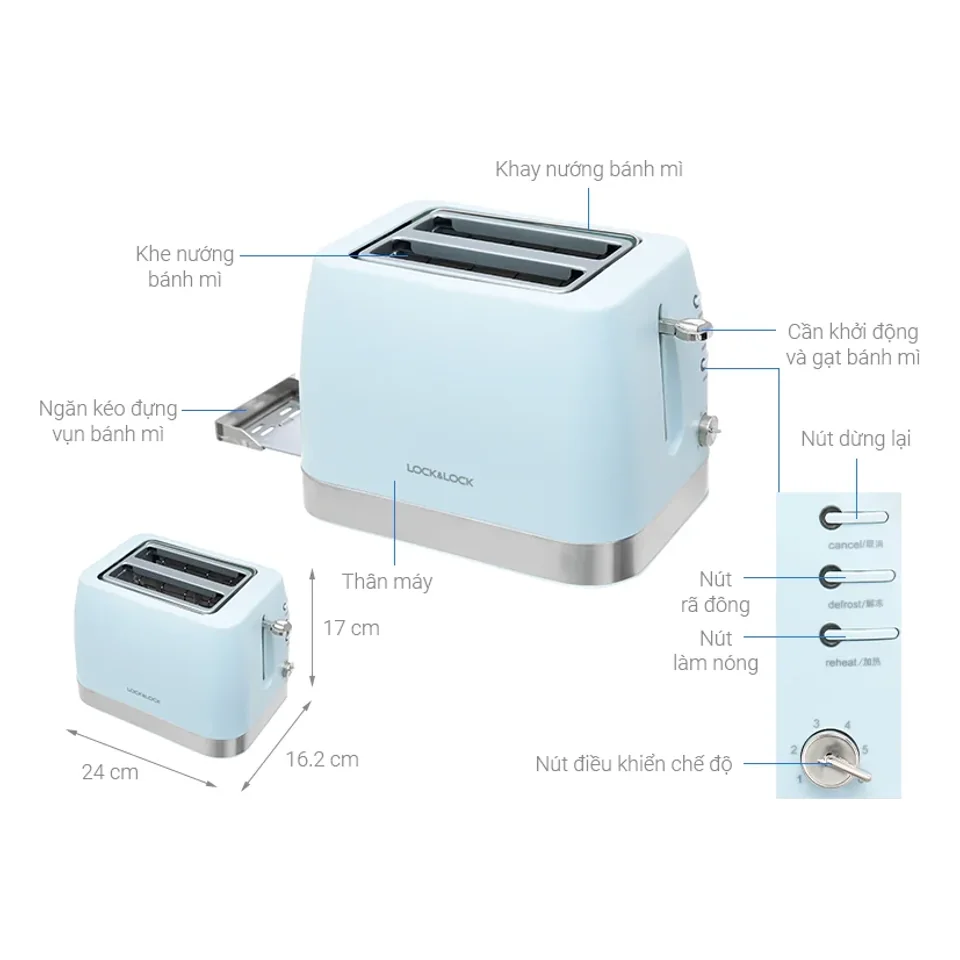 Khay nướng bánh mì
Khe nướng
bánh mì
Cần khởi động
và gạt bánh mì
Ngăn kéo đựng
vụn bánh mì
Nút dừng lại
LOCK&LOCK
cancel/取消
Thân máy
Nút
rã đông
defrost/解冻
17 cm
Nút
làm nóng
reheat/加热
LOCK&LOCK
3 4
2 5
1 6
Nút điều khiển chế độ
16.2 cm
24 cm